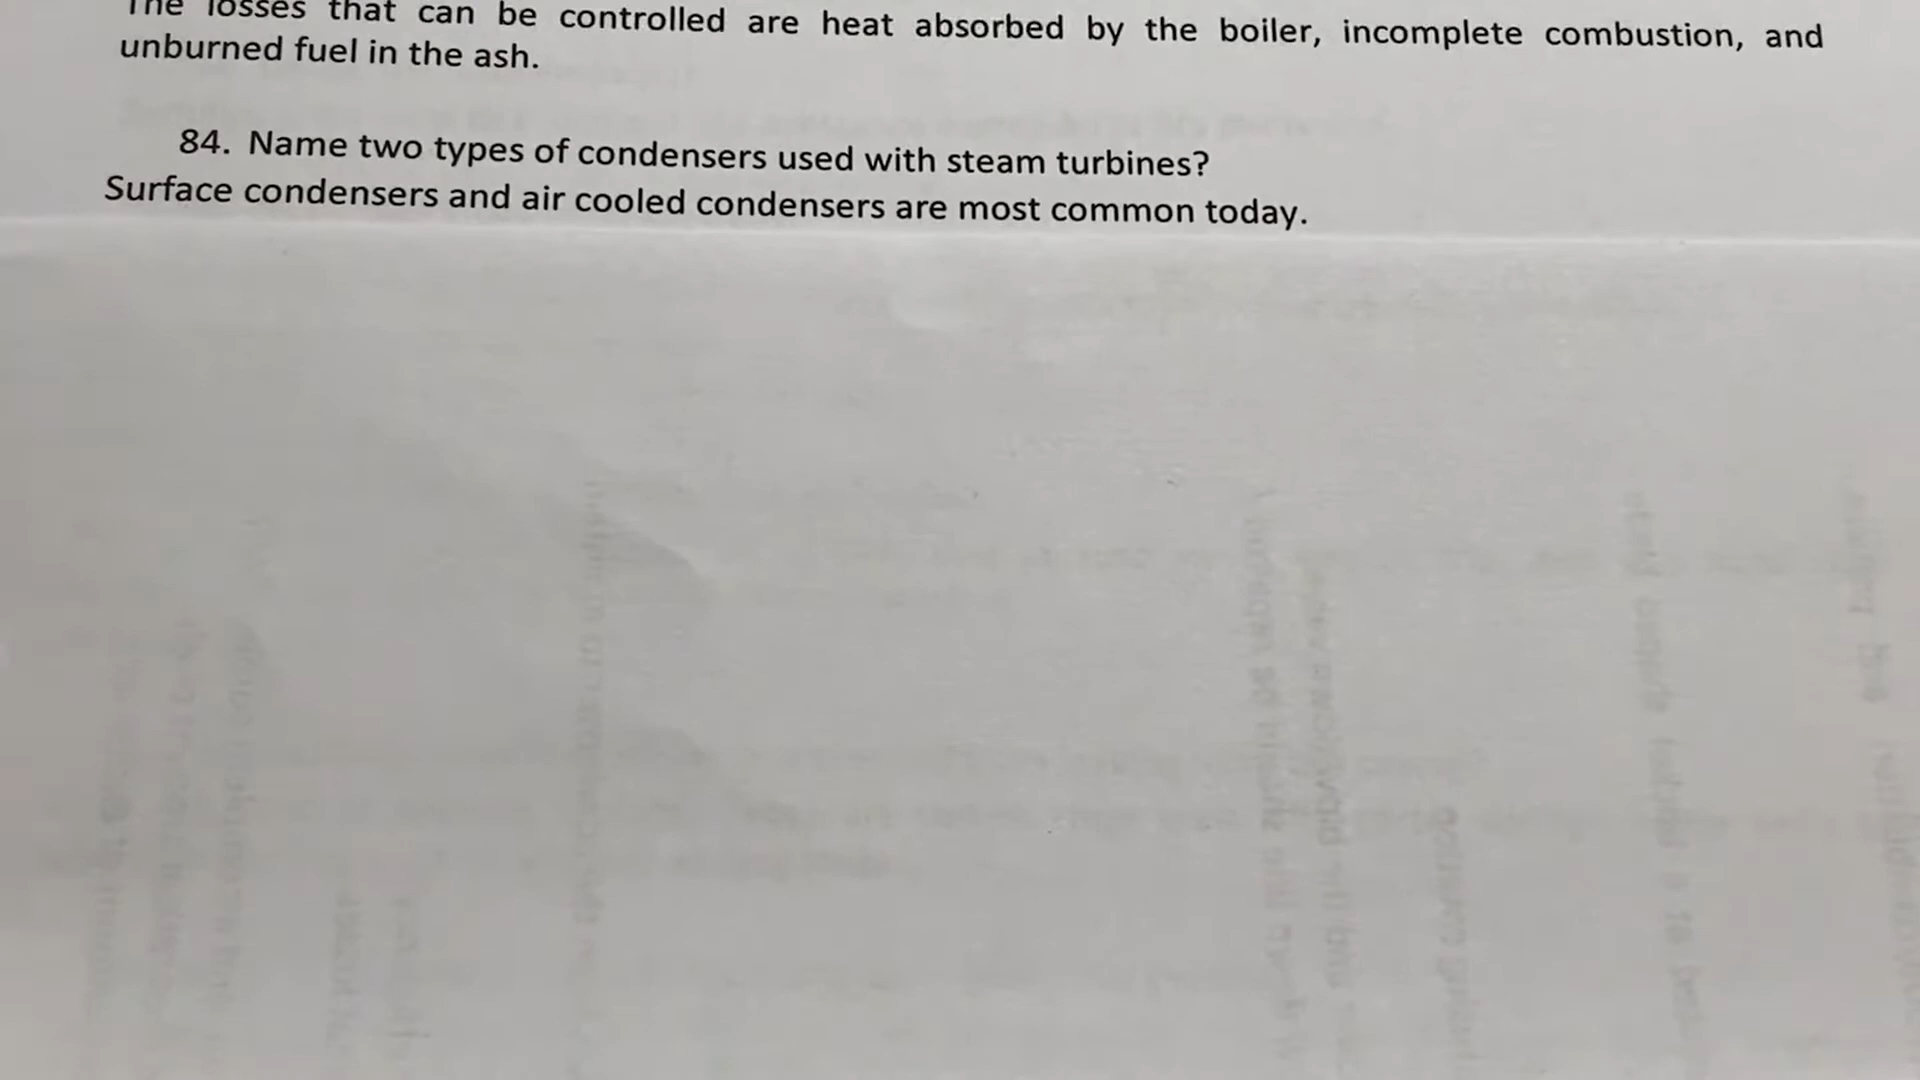 The losses that can be controlled are heat absorbed by the boiler, incomplete combustion, and
unburned fuel in the ash.
84. Name two types of condensers used with steam turbines?
Surface condensers and air cooled condensers are most common today.